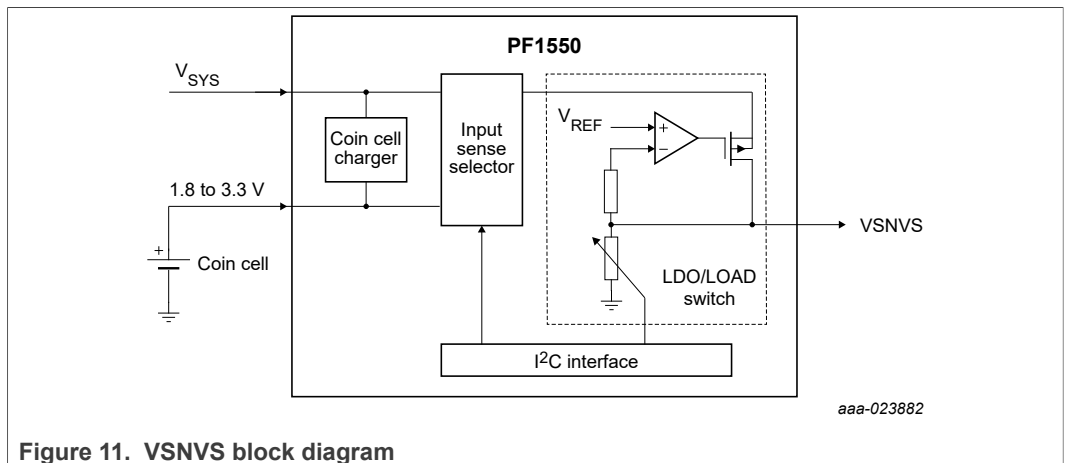 PF1550
VSYS
VREF
+
−
Coin cell
charger
Input
sense
selector
1.8 to 3.3 V
VSNVS
+
Coin cell
LDO/LOAD
switch
I2C interface
aaa-023882
Figure 11. VSNVS block diagram